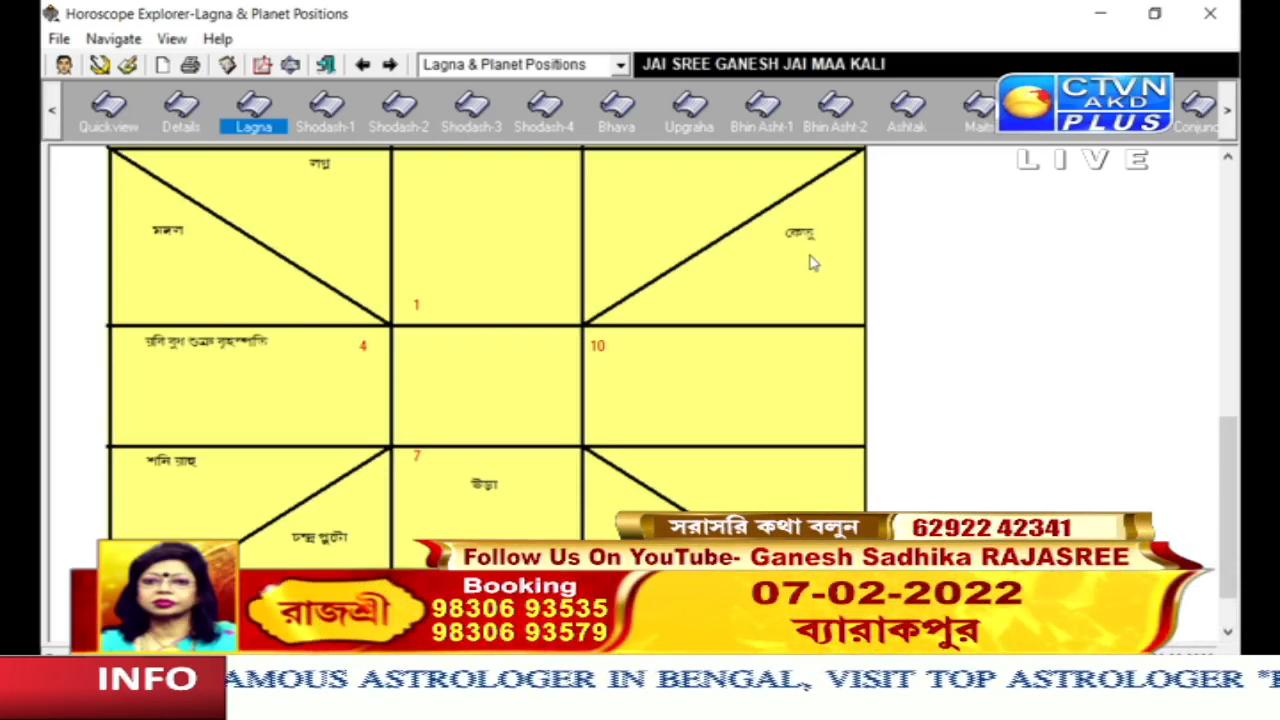 Horoscope Explorer-Lagna & Planet Positions
File Navigate View Help
Lagna & Planet Positions
JAI SREE GANESH JAI MAA KALI
Quickview Details Lagna Shodash-1 Shodash-2 Shodash-3 Shodash-4 Bhava Upgraha Bhin Asht-1 Bhin Asht-2 Ashtak
CTVN
AKD
PLUS
LIVE
লগ্ন
মঙ্গল
কেতু
1
রবি বুধ শুক্র বৃহস্পতি
4
10
শনি রাহু
7
চন্দ্র প্লুটো
সরাসরি কথা বলুন 62922 42341
Follow Us On YouTube- Ganesh Sadhika RAJASREE
রাজশ্রী
Booking
98306 93535
98306 93579
07-02-2022
ব্যারাকপুর
INFO
AMOUS ASTROLOGER IN BENGAL, VISIT TOP ASTROLOGER